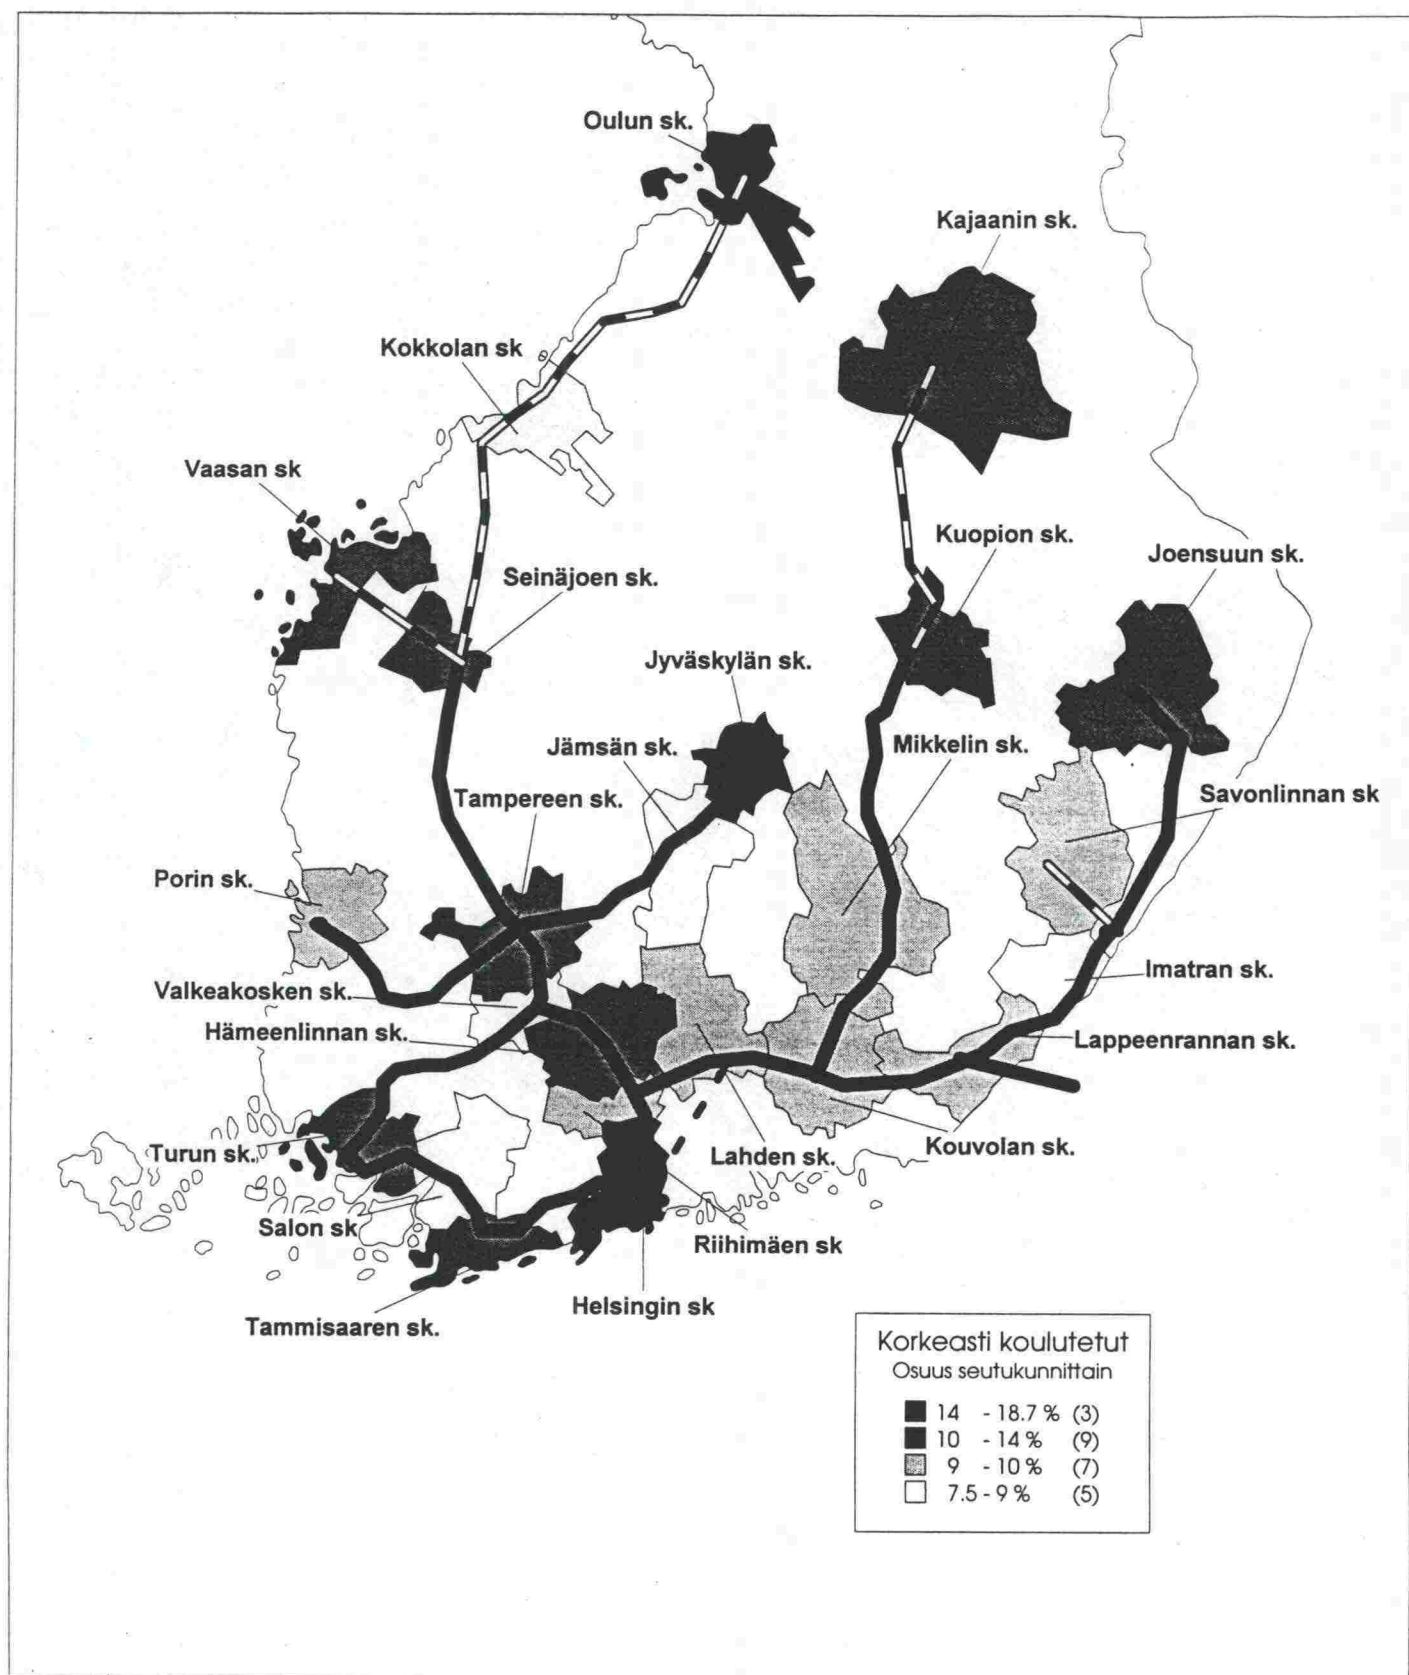 Oulun sk.
Kajaanin sk.
Kokkolan sk
Vaasan sk
Kuopion sk.
Joensuun sk.
Seinäjoen sk.
Jyväskylän sk.
Jämsän sk.
Mikkelin sk.
Tampereen sk.
Savonlinnan sk
Porin sk.
Imatran sk.
Valkeakosken sk.
Hämeenlinnan sk.
Lappeenrannan sk.
Turun sk.
Lahden sk.
Kouvolan sk.
Salon sk
Riihimäen sk
Helsingin sk
Tammisaaren sk.
Korkeasti koulutetut
Osuus seutukunnittain
14 - 18.7 % (3)
10 - 14 % (9)
9 - 10 % (7)
7.5 - 9 % (5)